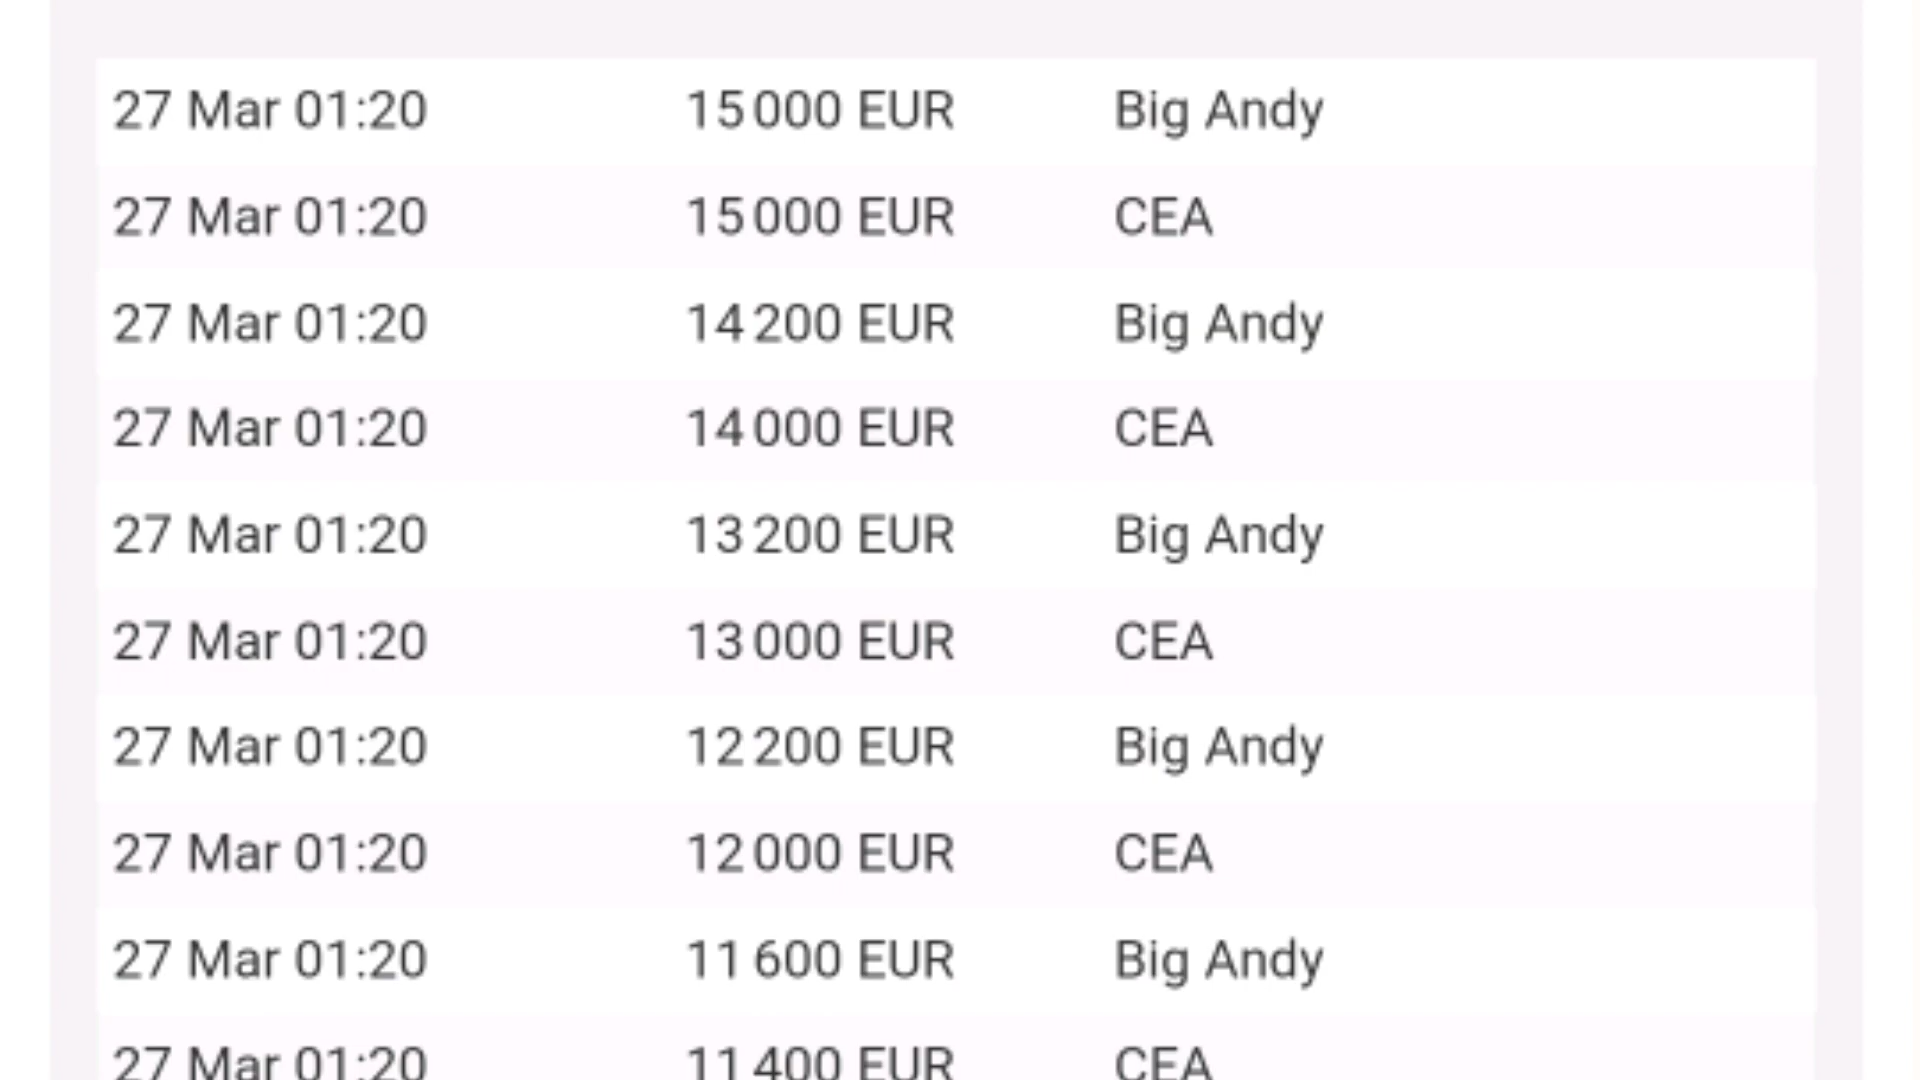 27 Mar 01:20 15 000 EUR Big Andy
27 Mar 01:20 15 000 EUR CEA
27 Mar 01:20 14 200 EUR Big Andy
27 Mar 01:20 14 000 EUR CEA
27 Mar 01:20 13 200 EUR Big Andy
27 Mar 01:20 13 000 EUR CEA
27 Mar 01:20 12 200 EUR Big Andy
27 Mar 01:20 12 000 EUR CEA
27 Mar 01:20 11 600 EUR Big Andy
27 Mar 01:20 11 400 EUR CEA